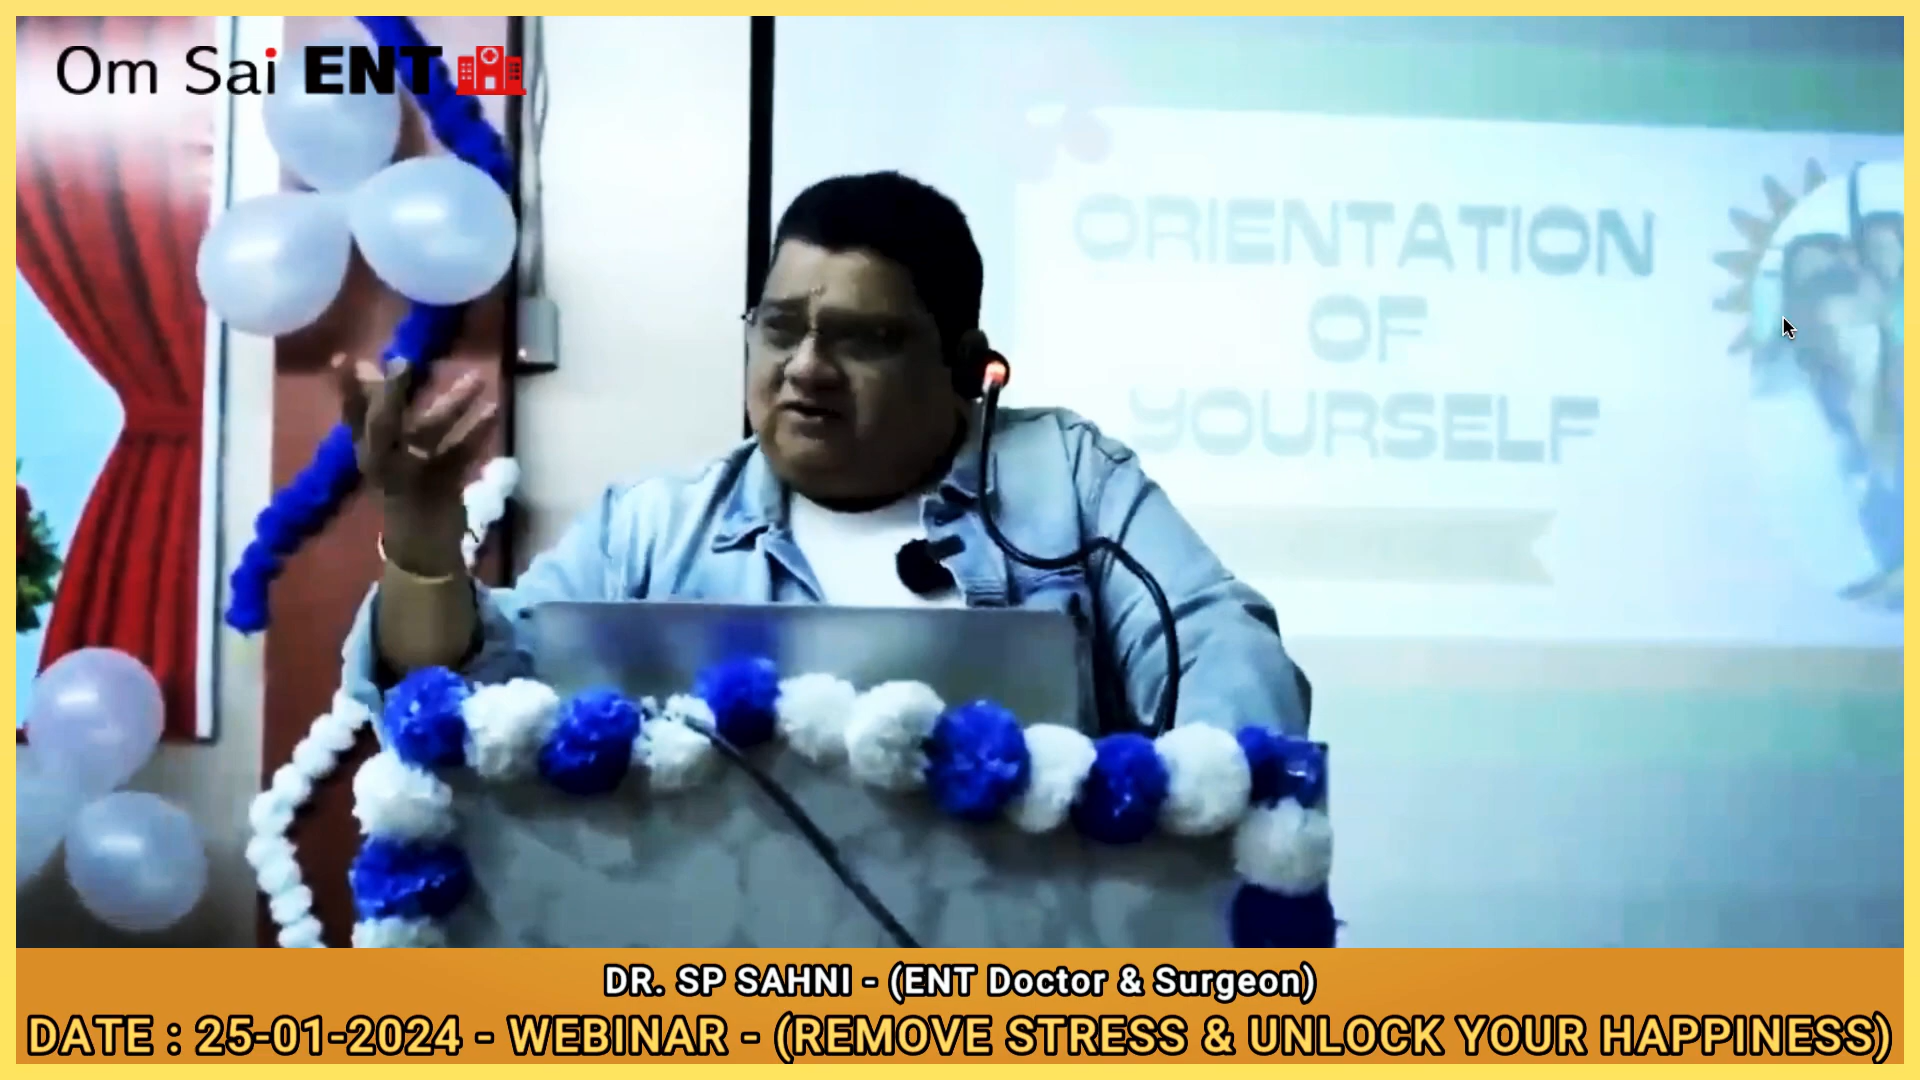 Om Sai ENT
ORIENTATION
OF
YOURSELF
DR. SP SAHNI - (ENT Doctor & Surgeon)
DATE : 25-01-2024 - WEBINAR - (REMOVE STRESS & UNLOCK YOUR HAPPINESS)